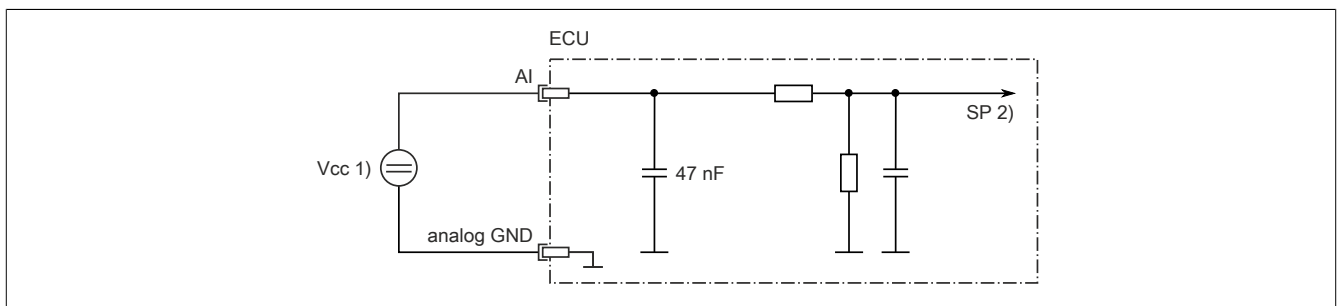 ECU
AI
SP 2)
Vcc 1)
47 nF
analog GND